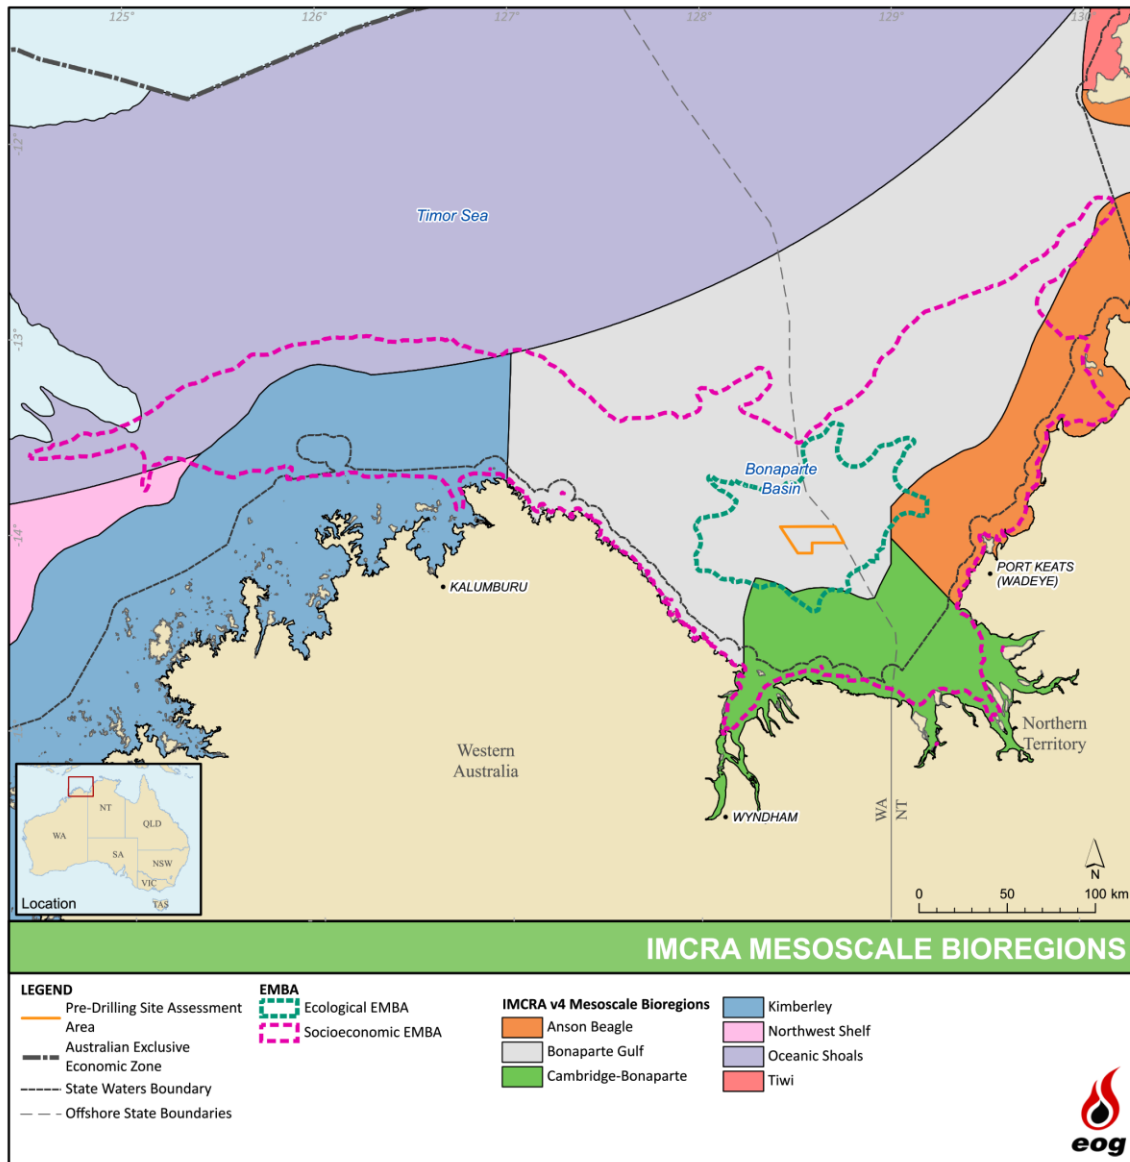 125°
126°
127°
128°
129°
130
-12°
Timor Sea
-13°
Bonaparte
Basin
-14°
KALUMBURU
PORT KEATS
(WADEYE)
Western
Australia
Northern
Territory
WYNDHAM
WA
NT
WA
NT
QLD
SA
NSW
VIC
TAS
Location
N
0 50 100 km
IMCRA MESOSCALE BIOREGIONS
LEGEND
Pre-Drilling Site Assessment
Area
Australian Exclusive
Economic Zone
State Waters Boundary
Offshore State Boundaries
EMBA
Ecological EMBA
Socioeconomic EMBA
IMCRA v4 Mesoscale Bioregions
Anson Beagle
Bonaparte Gulf
Cambridge-Bonaparte
Kimberley
Northwest Shelf
Oceanic Shoals
Tiwi
eog